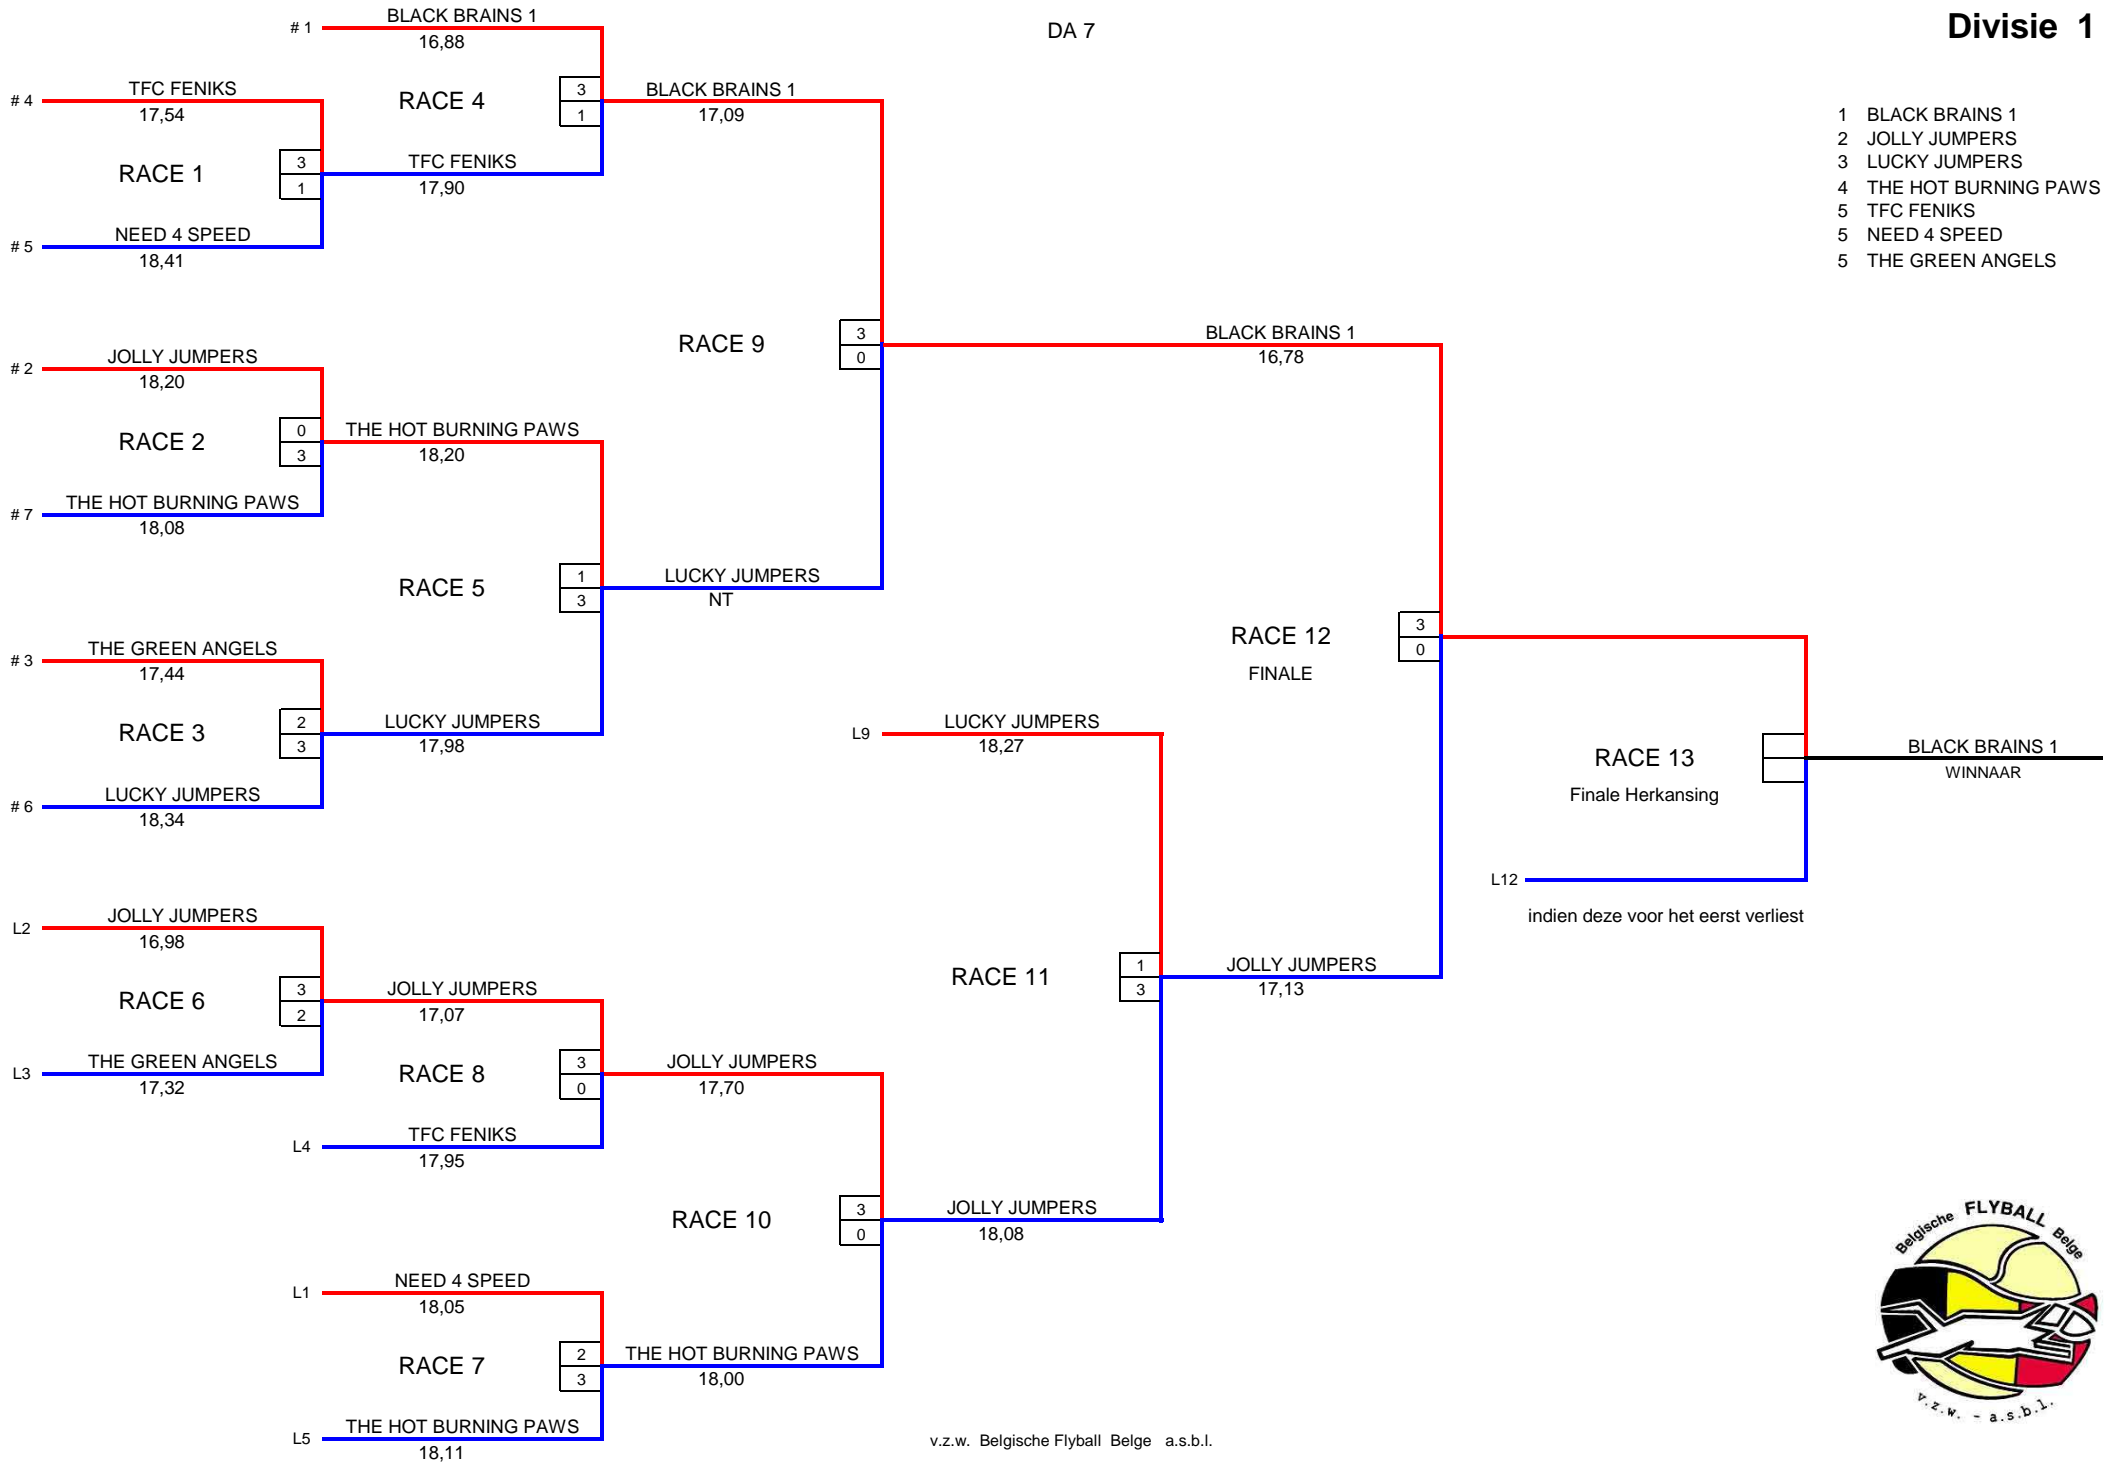 DA 7
Divisie 1
# 1
BLACK BRAINS 1
16,88
# 4
TFC FENIKS
17,54
RACE 4
3
1
BLACK BRAINS 1
17,09
RACE 1
3
1
TFC FENIKS
17,90
# 5
NEED 4 SPEED
18,41
1 BLACK BRAINS 1
2 JOLLY JUMPERS
3 LUCKY JUMPERS
4 THE HOT BURNING PAWS
5 TFC FENIKS
5 NEED 4 SPEED
5 THE GREEN ANGELS
RACE 9
3
0
BLACK BRAINS 1
16,78
# 2
JOLLY JUMPERS
18,20
RACE 2
0
3
THE HOT BURNING PAWS
18,20
# 7
THE HOT BURNING PAWS
18,08
RACE 5
1
3
LUCKY JUMPERS
NT
# 3
THE GREEN ANGELS
17,44
RACE 3
2
3
LUCKY JUMPERS
17,98
# 6
LUCKY JUMPERS
18,34
RACE 12
FINALE
3
0
L9
LUCKY JUMPERS
18,27
RACE 13
Finale Herkansing
BLACK BRAINS 1
WINNAAR
L12
indien deze voor het eerst verliest
L2
JOLLY JUMPERS
16,98
RACE 6
3
2
JOLLY JUMPERS
17,07
L3
THE GREEN ANGELS
17,32
RACE 8
3
0
JOLLY JUMPERS
17,70
L4
TFC FENIKS
17,95
RACE 11
1
3
JOLLY JUMPERS
17,13
RACE 10
3
0
JOLLY JUMPERS
18,08
L1
NEED 4 SPEED
18,05
RACE 7
2
3
THE HOT BURNING PAWS
18,00
L5
THE HOT BURNING PAWS
18,11
v.z.w. Belgische Flyball Belge a.s.b.l.
Belgische FLYBALL Belge
v.z.w. - a.s.b.l.